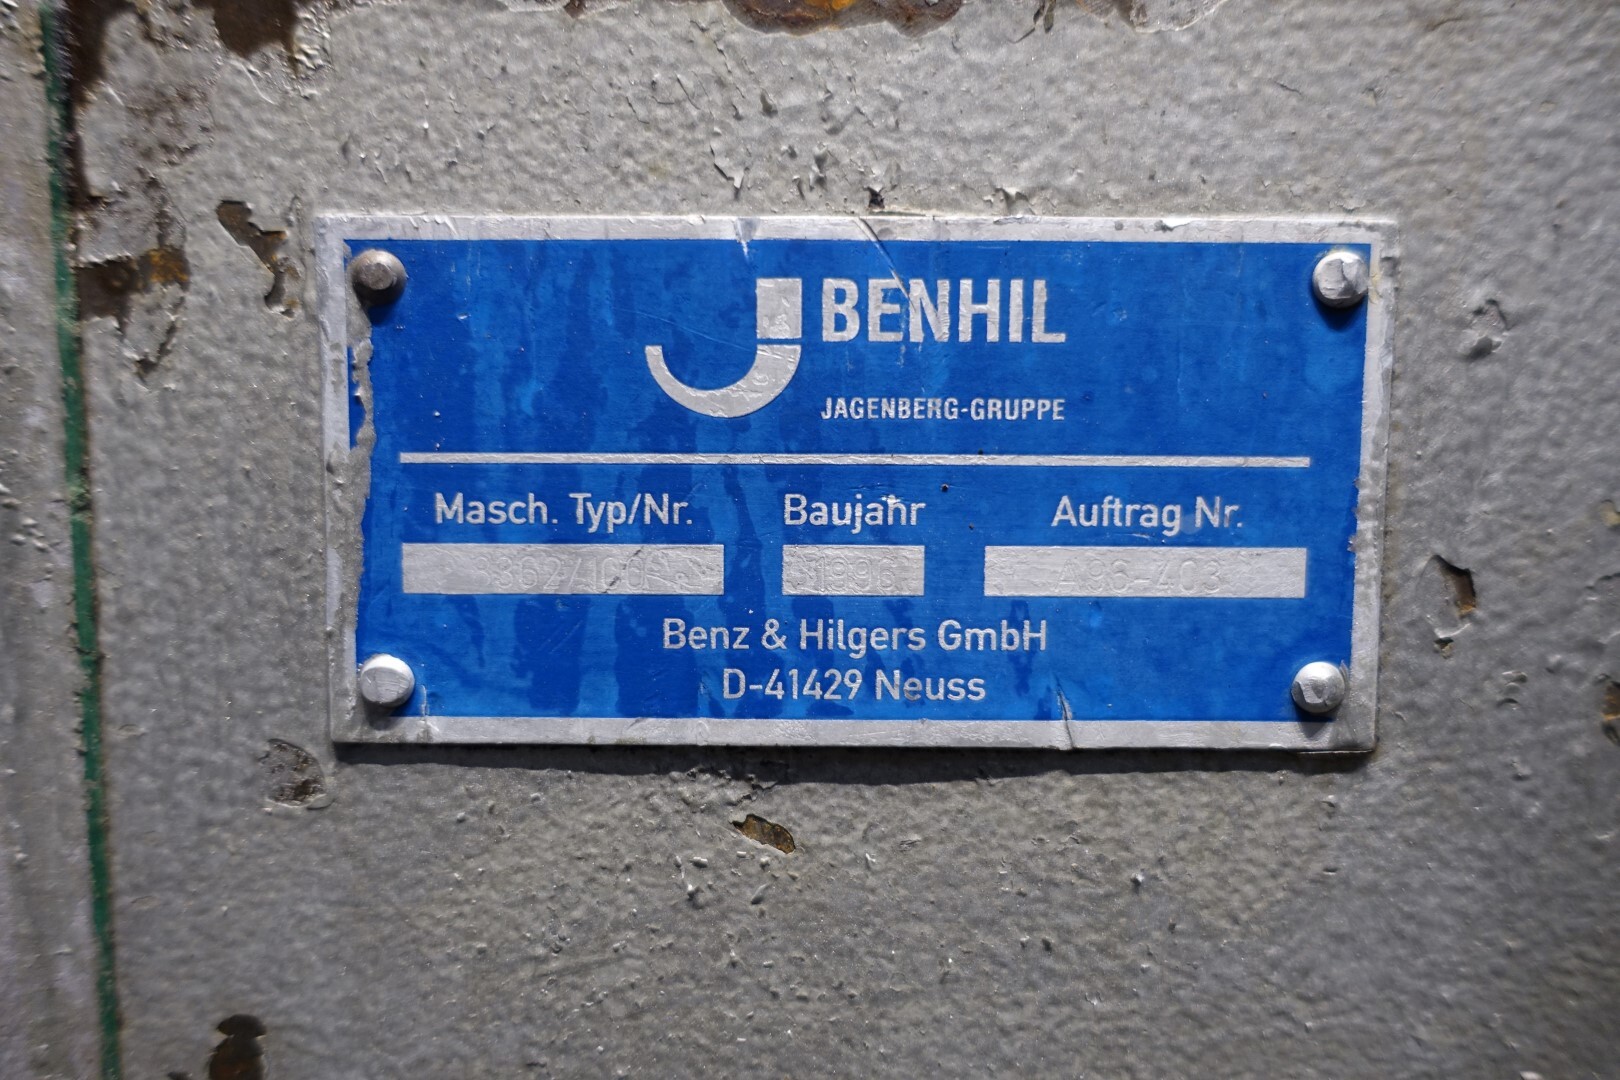 BENHIL
JAGENBERG-GRUPPE
Masch. Typ/Nr. Baujahr Auftrag Nr.
1996 A96-403
Benz & Hilgers GmbH
D-41429 Neuss